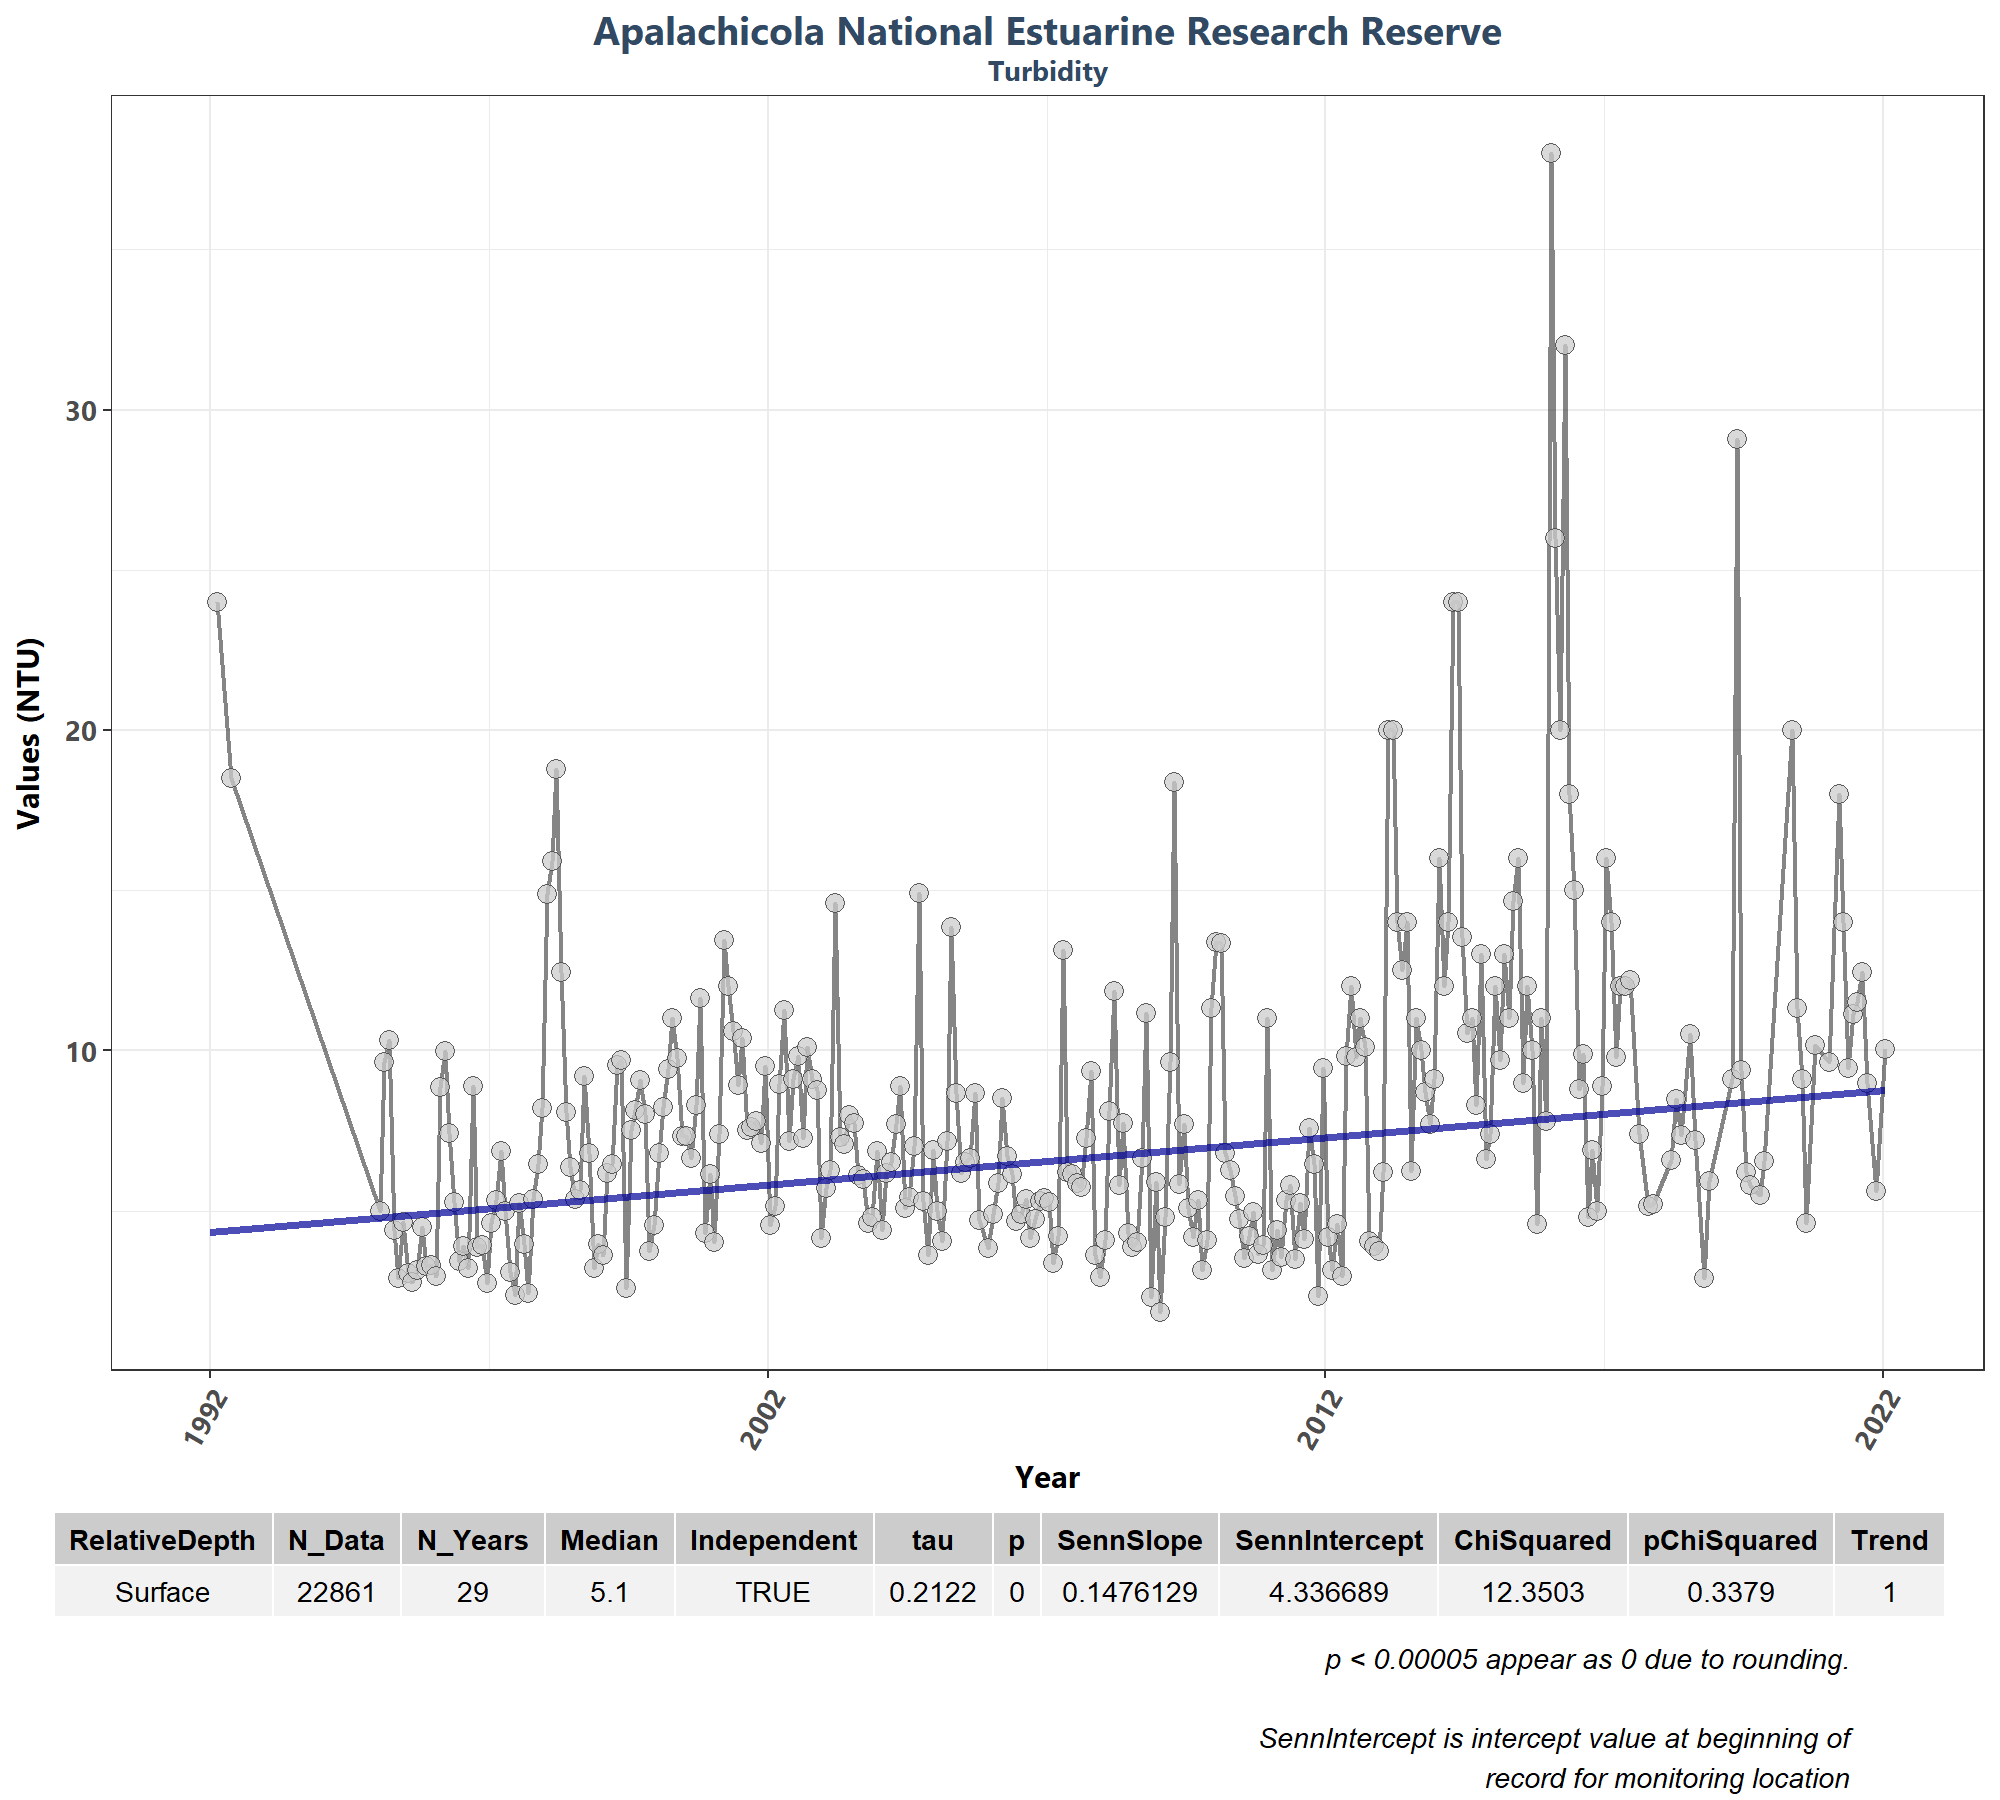 Apalachicola National Estuarine Research Reserve
Turbidity
Values (NTU)
30
20
10
1992
2002
2012
2022
Year
RelativeDepth N_Data N_Years Median Independent tau p SennSlope SennIntercept ChiSquared pChiSquared Trend
Surface 22861 29 5.1 TRUE 0.2122 0 0.1476129 4.336689 12.3503 0.3379 1
p < 0.00005 appear as 0 due to rounding.
SennIntercept is intercept value at beginning of
record for monitoring location